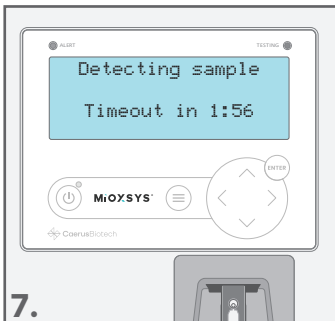 ALERT
TESTING
Detecting sample
Timeout in 1:56
ENTER
MiOXSYS
CaerusBiotech
7.